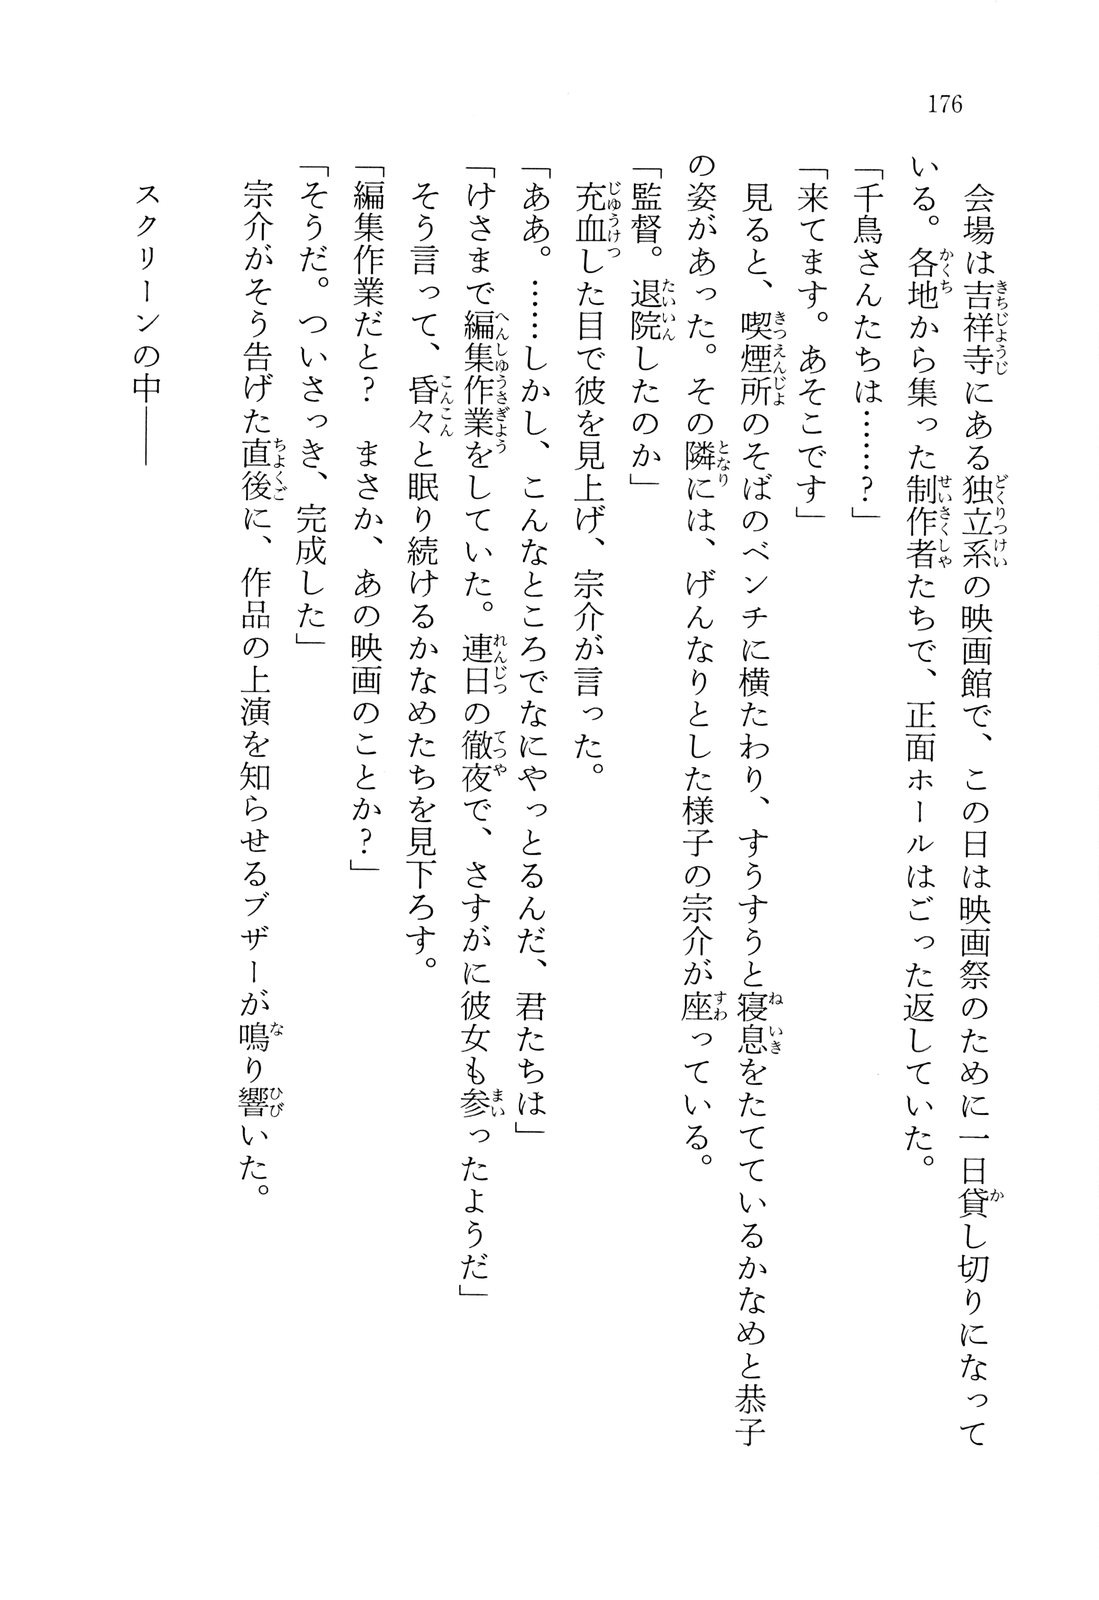 176
　会場は吉祥寺にある独立系の映画館で、この日は映画祭のために一日貸し切りになって
いる。各地から集った制作者たちで、正面ホールはごった返していた。
「千鳥さんたちは……？」
「来てます。あそこです」
　見ると、喫煙所のそばのベンチに横たわり、すうすうと寝息をたてているかなめと恭子
の姿があった。その隣には、げんなりとした様子の宗介が座っている。
「監督。退院したのか」
　充血した目で彼を見上げ、宗介が言った。
「ああ。……しかし、こんなところでなにやっとるんだ、君たちは」
「けさまで編集作業をしていた。連日の徹夜で、さすがに彼女も参ったようだ」
　そう言って、昏々と眠り続けるかなめたちを見下ろす。
「編集作業だと？　まさか、あの映画のことか？」
「そうだ。ついさっき、完成した」
　宗介がそう告げた直後に、作品の上演を知らせるブザーが鳴り響いた。
　スクリーンの中――